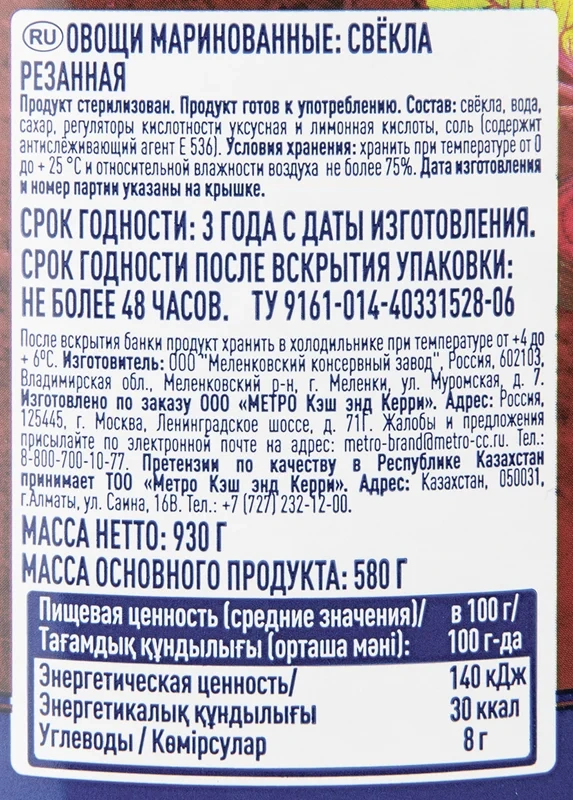 RU ОВОЩИ МАРИНОВАННЫЕ: СВЁКЛА
РЕЗАННАЯ
Продукт стерилизован. Продукт готов к употреблению. Состав: свёкла, вода,
сахар, регуляторы кислотности уксусная и лимонная кислоты, соль (содержит
антислёживающий агент Е 536). Условия хранения: хранить при температуре от 0
до + 25 °С и относительной влажности воздуха не более 75%. Дата изготовления
и номер партии указаны на крышке.
СРОК ГОДНОСТИ: 3 ГОДА С ДАТЫ ИЗГОТОВЛЕНИЯ.
СРОК ГОДНОСТИ ПОСЛЕ ВСКРЫТИЯ УПАКОВКИ:
НЕ БОЛЕЕ 48 ЧАСОВ. ТУ 9161-014-40331528-06
После вскрытия банки продукт хранить в холодильнике при температуре от +4 до
+ 6°С. Изготовитель: ООО "Меленковский консервный завод", Россия, 602103,
Владимирская обл., Меленковский р-н, г. Меленки, ул. Муромская, д. 7.
Изготовлено по заказу ООО «МЕТРО Кэш энд Керри». Адрес: Россия,
125445, г. Москва, Ленинградское шоссе, д. 71Г. Жалобы и предложения
присылайте по электронной почте на адрес: metro-brand@metro-cc.ru. Тел.:
8-800-700-10-77. Претензии по качеству в Республике Казахстан
принимает ТОО «Метро Кэш энд Керри». Адрес: Казахстан, 050031,
г.Алматы, ул. Саина, 16В. Тел.: +7 (727) 232-12-00.
МАССА НЕТТО: 930 Г
МАССА ОСНОВНОГО ПРОДУКТА: 580 Г
Пищевая ценность (средние значения)/ в 100 г/
Тағамдық құндылығы (орташа мәні): 100 г-да
Энергетическая ценность/ 140 кДж
Энергетикалық құндылығы 30 ккал
Углеводы / Көмірсулар 8 г